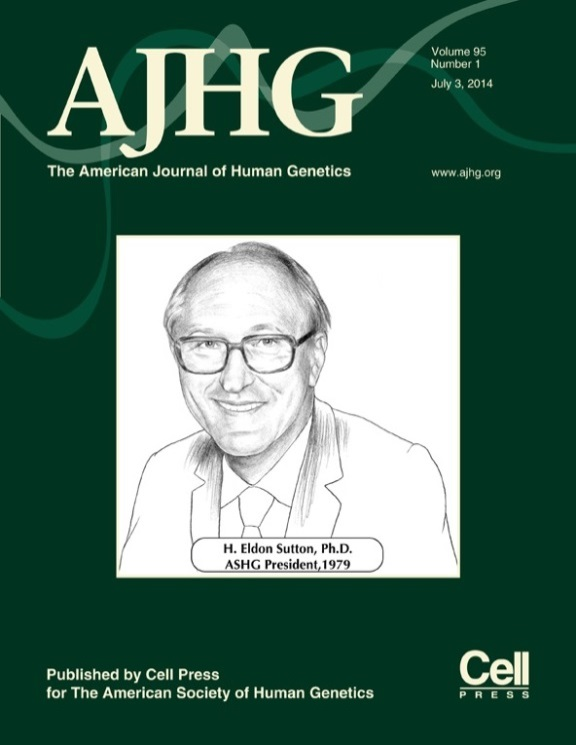 AJHG
Volume 95
Number 1
July 3, 2014
The American Journal of Human Genetics
www.ajhg.org
H. Eldon Sutton, Ph.D.
ASHG President,1979
Published by Cell Press
for The American Society of Human Genetics
Cell
PRESS